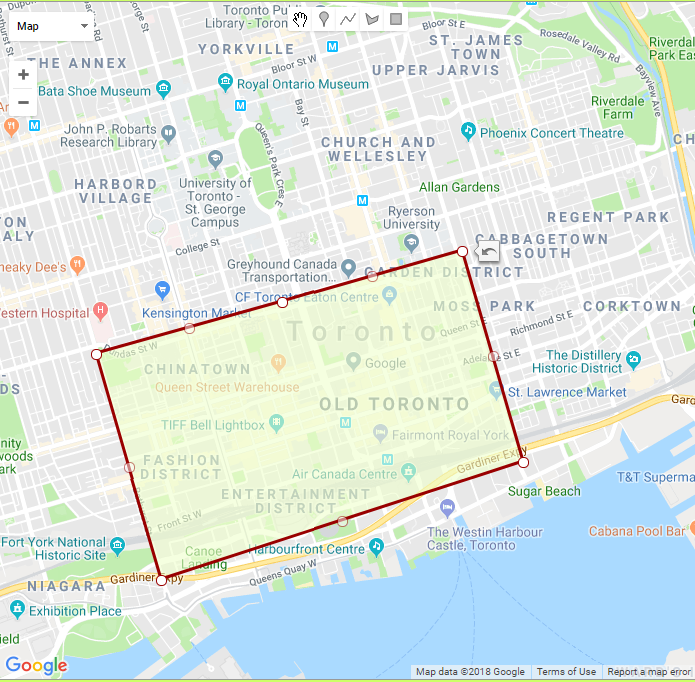 Toronto Pu
Library - Toron
Bloor St E
Map
YORKVILLE
ST. JAMES
TOWN
Rosedale Valley Rd
Riverdale
Park East
THE ANNEX
Bloor St W
UPPER JARVIS
Bayview Ave
Bata Shoe Museum
Royal Ontario Museum
Bay St
Riverdale
Farm
John P. Robarts
Research Library
Queen's Park Cres E
CHURCH AND
WELLESLEY
Phoenix Concert Theatre
HARBORD
VILLAGE
University of
Toronto -
St. George
Campus
Allan Gardens
Ryerson
University
REGENT PARK
College St
CABBAGETOWN
SOUTH
neaky Dee's
Greyhound Canada
Transportation...
GARDEN DISTRICT
CF Toronto Eaton Centre
MOSS PARK
CORKTOWN
Western Hospital
Kensington Market
Toronto
Queen St E
Richmond St E
Dundas St W
Adelaide St E
The Distillery
Historic District
CHINATOWN
Google
Queen Street Warehouse
St. Lawrence Market
OLD TORONTO
TIFF Bell Lightbox
Fairmont Royal York
FASHION
DISTRICT
Air Canada Centre
Gardiner Expy
T&T Superma
ENTERTAINMENT
DISTRICT
Sugar Beach
Front St W
The Westin Harbour
Castle, Toronto
Cabana Pool Bar
Fort York National
Historic Site
Canoe
Landing
Harbourfront Centre
Queens Quay W
NIAGARA
Gardiner Expy
Exhibition Place
Google
Map data ©2018 Google
Terms of Use
Report a map error